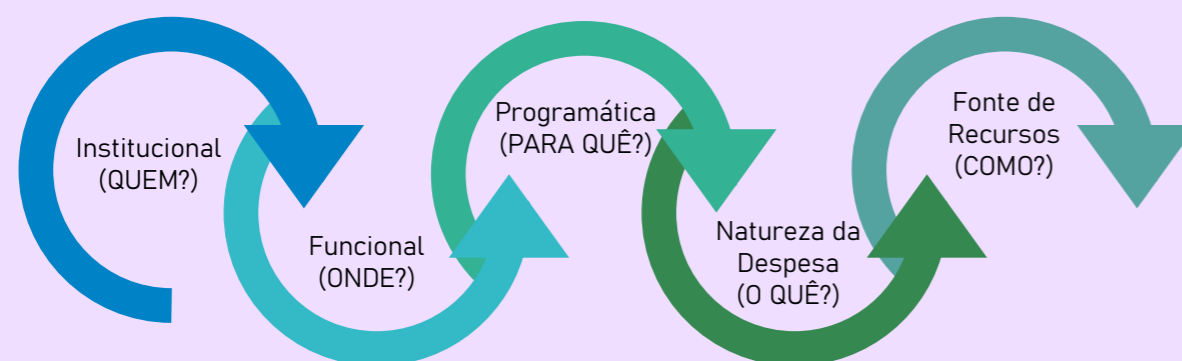 Institucional
(QUEM?)
Funcional
(ONDE?)
Programática
(PARA QUÊ?)
Natureza da
Despesa
(O QUÊ?)
Fonte de
Recursos
(COMO?)